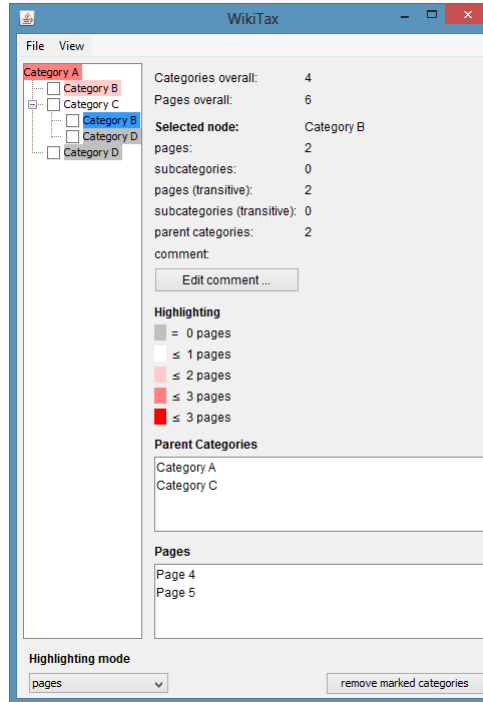 WikiTax
File View
Category A
Category B
Category C
Category B
Category D
Category D
Categories overall: 4
Pages overall: 6
Selected node: Category B
pages: 2
subcategories: 0
pages (transitive): 2
subcategories (transitive): 0
parent categories: 2
comment:
Edit comment ...
Highlighting
= 0 pages
≤ 1 pages
≤ 2 pages
≤ 3 pages
≤ 3 pages
Parent Categories
Category A
Category C
Pages
Page 4
Page 5
Highlighting mode
pages
remove marked categories